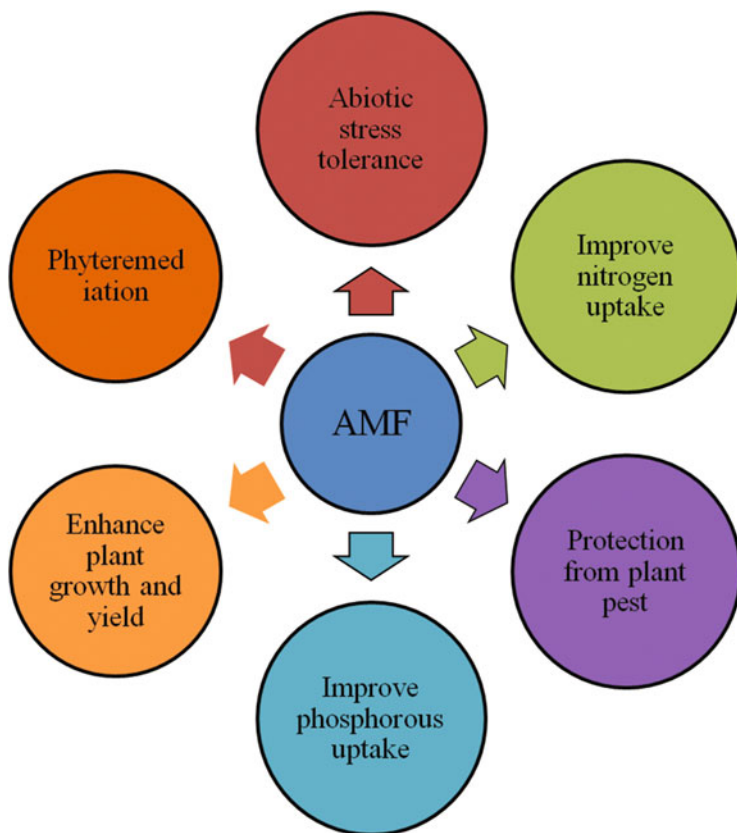 Abiotic
stress
tolerance
Phyteremed
iation
Improve
nitrogen
uptake
AMF
Enhance
plant
growth and
yield
Protection
from plant
pest
Improve
phosphorous
uptake